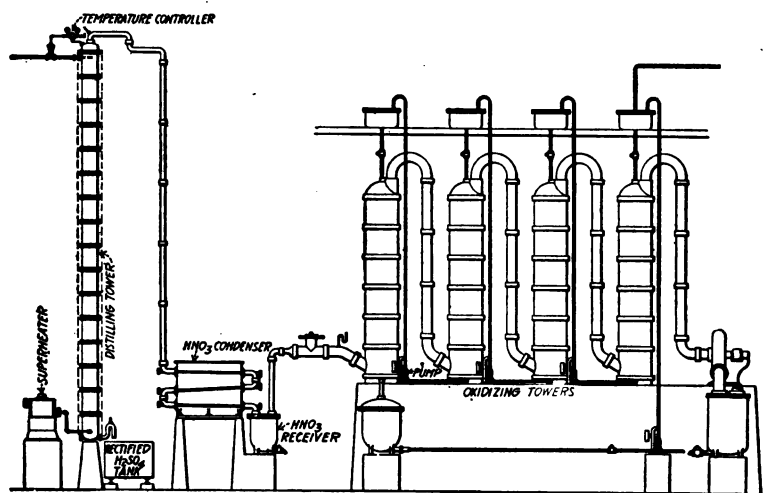 TEMPERATURE CONTROLLER
DISTILLING TOWER
SUPERHEATER
HNO3 CONDENSER
HNO3
RECEIVER
RECTIFIED
H2SO4
TANK
PUMP
OXIDIZING TOWERS